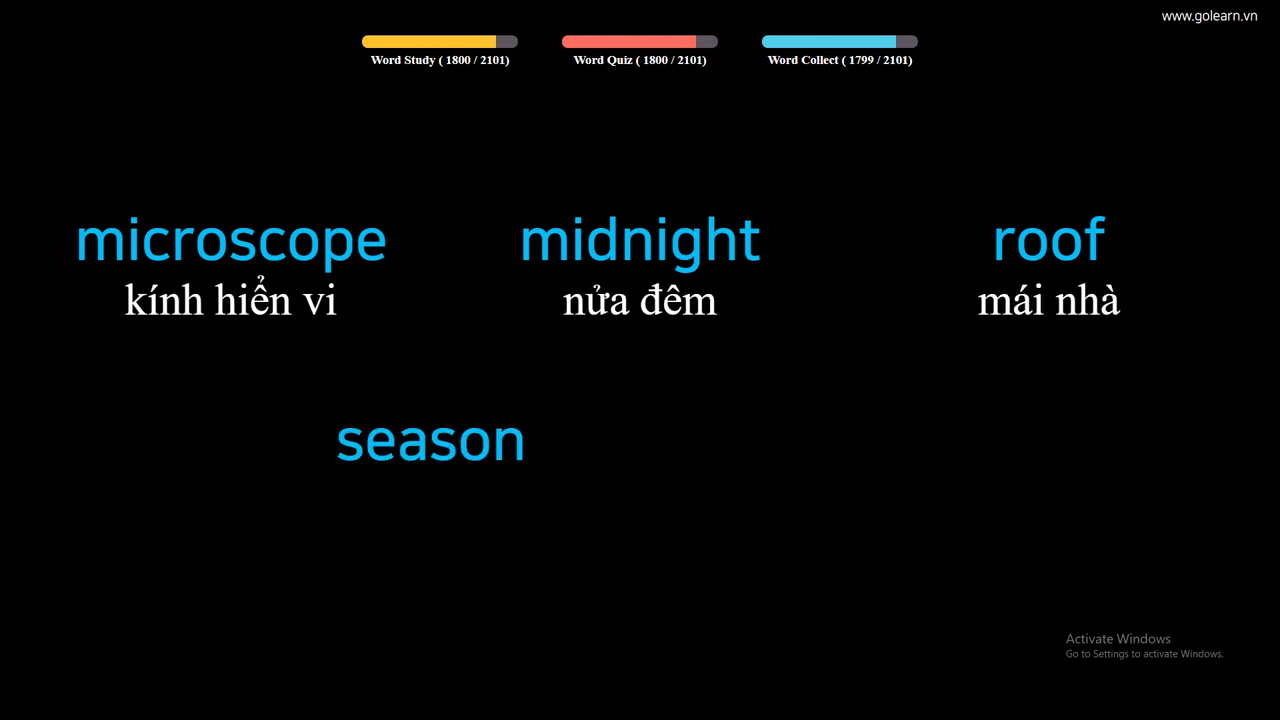 www.golearn.vn
Word Study ( 1800 / 2101)
Word Quiz ( 1800 / 2101)
Word Collect ( 1799 / 2101)
microscope
kính hiển vi
midnight
nửa đêm
roof
mái nhà
season
Activate Windows
Go to Settings to activate Windows.